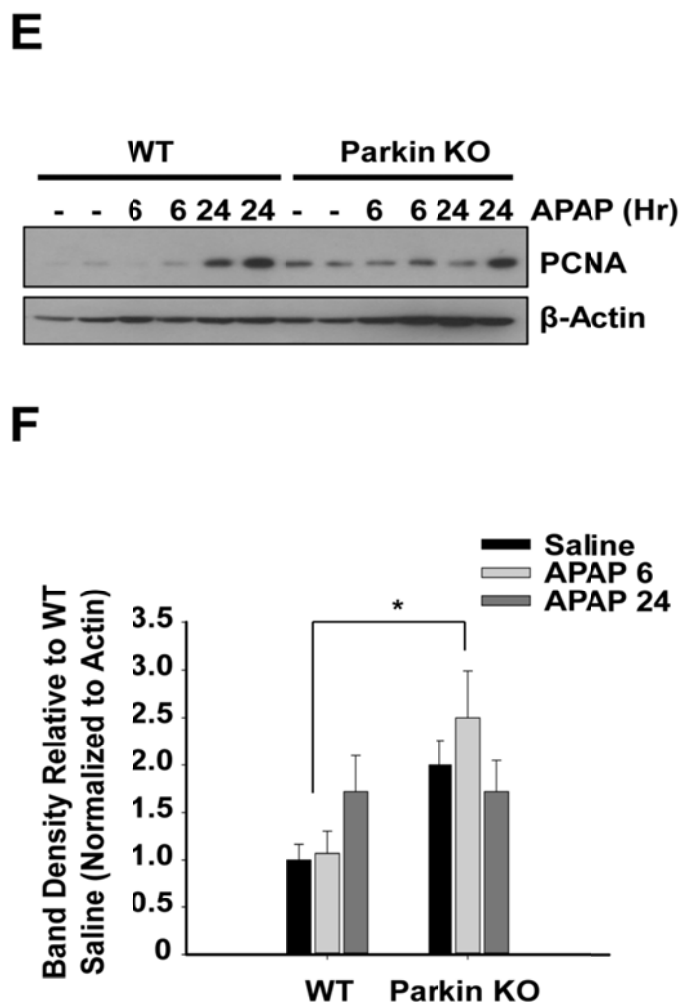 E
WT Parkin KO
- - 6 6 24 24 - - 6 6 24 24 APAP (Hr)
PCNA
β-Actin
F
Saline
APAP 6
APAP 24
Band Density Relative to WT
Saline (Normalized to Actin)
*
3.5
3.0
2.5
2.0
1.5
1.0
0.5
0
WT Parkin KO